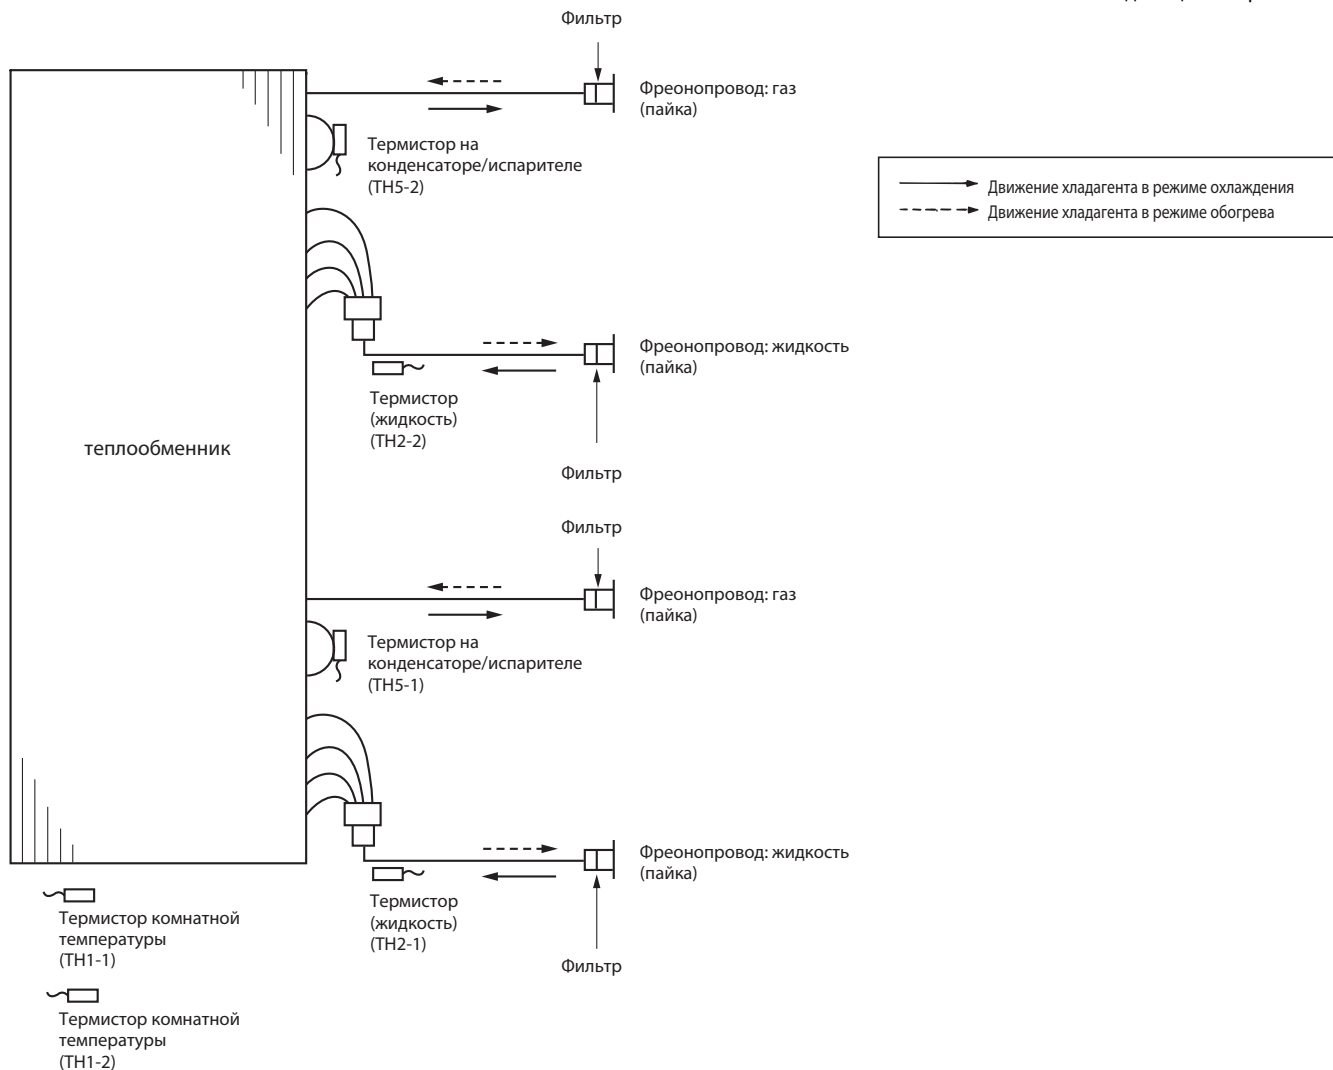 Фильтр
Фреонопровод: газ
(пайка)
Термистор на
конденсаторе/испарителе
(TH5-2)
Движение хладагента в режиме охлаждения
Движение хладагента в режиме обогрева
Фреонопровод: жидкость
(пайка)
Термистор
(жидкость)
(TH2-2)
теплообменник
Фильтр
Фильтр
Фреонопровод: газ
(пайка)
Термистор на
конденсаторе/испарителе
(TH5-1)
Фреонопровод: жидкость
(пайка)
Термистор
(жидкость)
(TH2-1)
Фильтр
Термистор комнатной
температуры
(TH1-1)
Термистор комнатной
температуры
(TH1-2)